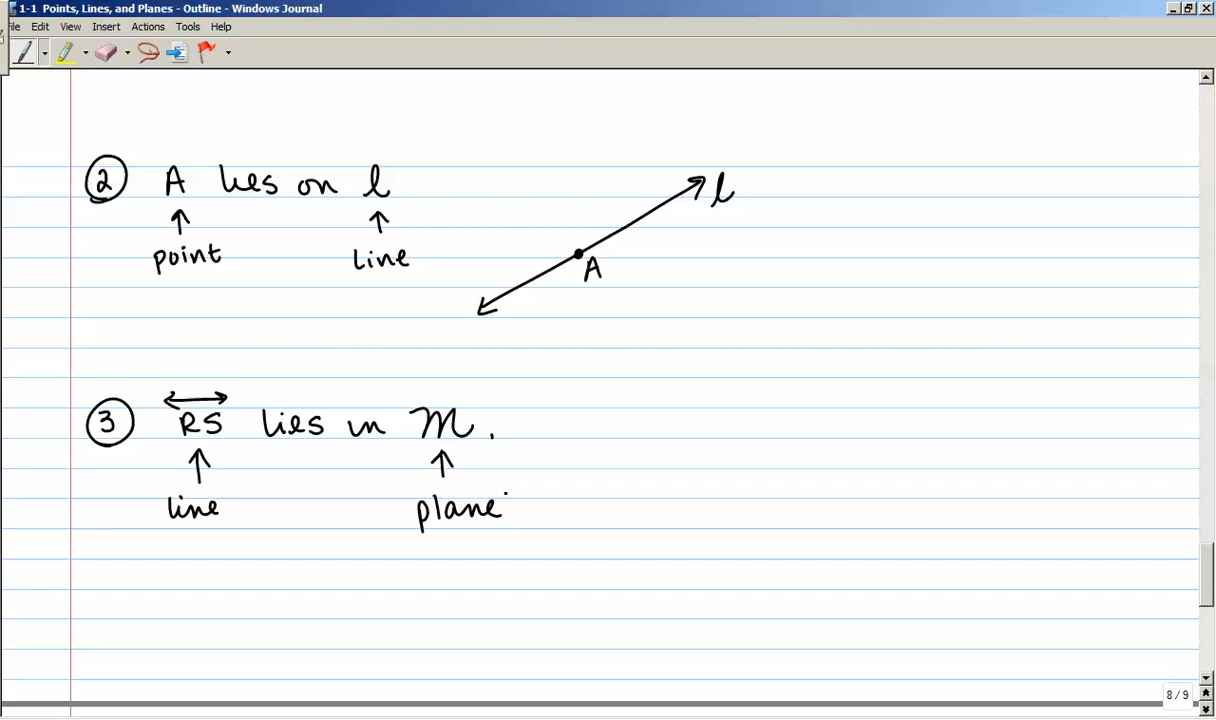 1-1 Points, Lines, and Planes - Outline - Windows Journal
File Edit View Insert Actions Tools Help
② A lies on l
point line
l
A
③ RS lies in M.
line plane
8 / 9